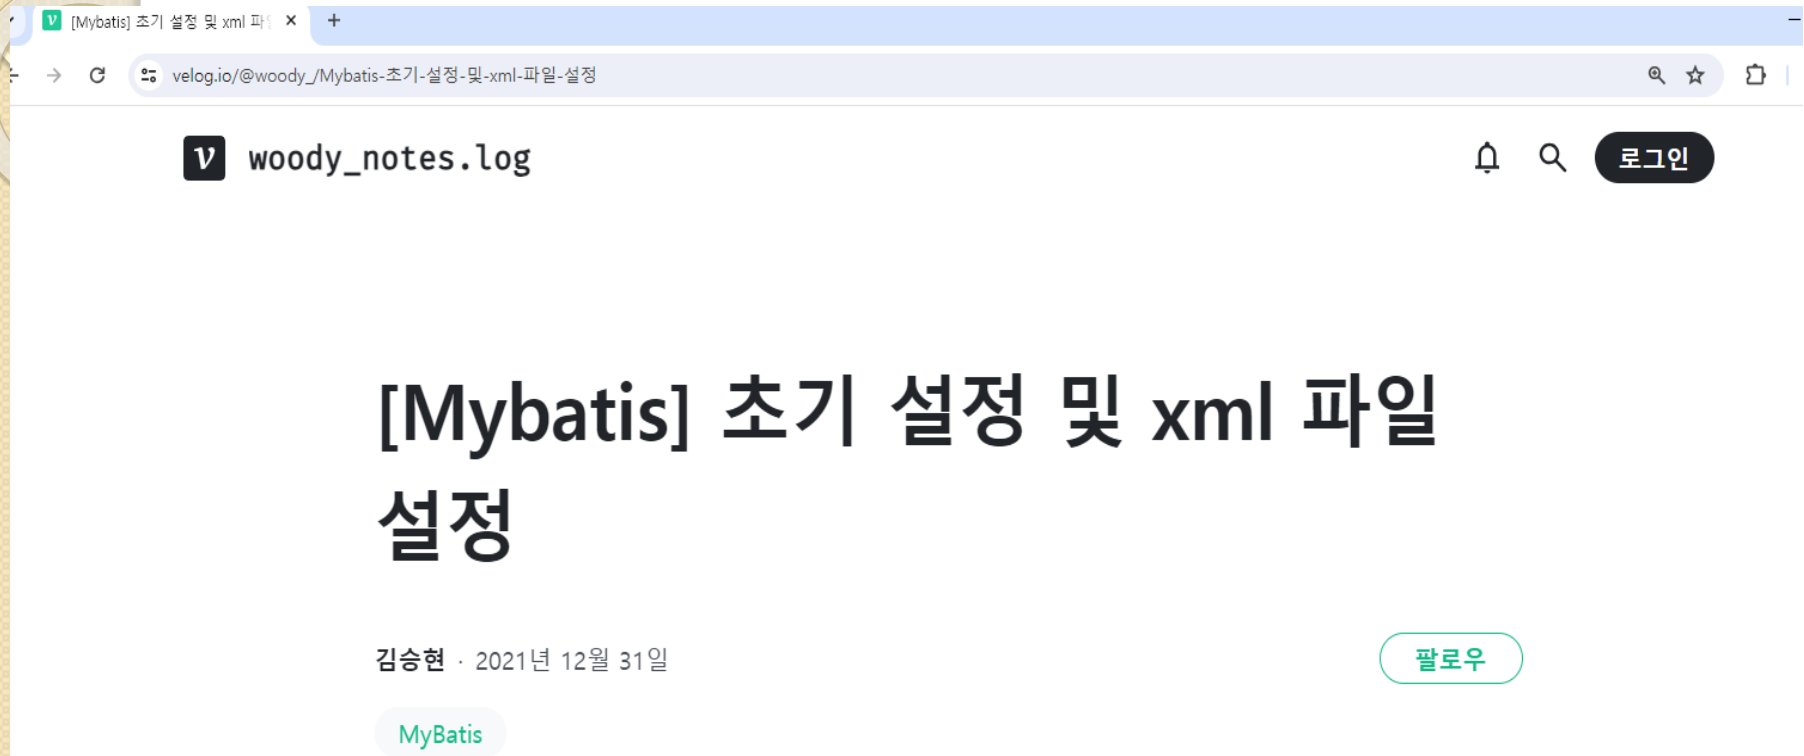 [Mybatis] 초기 설정 및 xml 파
velog.io/@woody_/Mybatis-초기-설정-및-xml-파일-설정
woody_notes.log
로그인
[Mybatis] 초기 설정 및 xml 파일
설정
김승현 · 2021년 12월 31일
팔로우
MyBatis